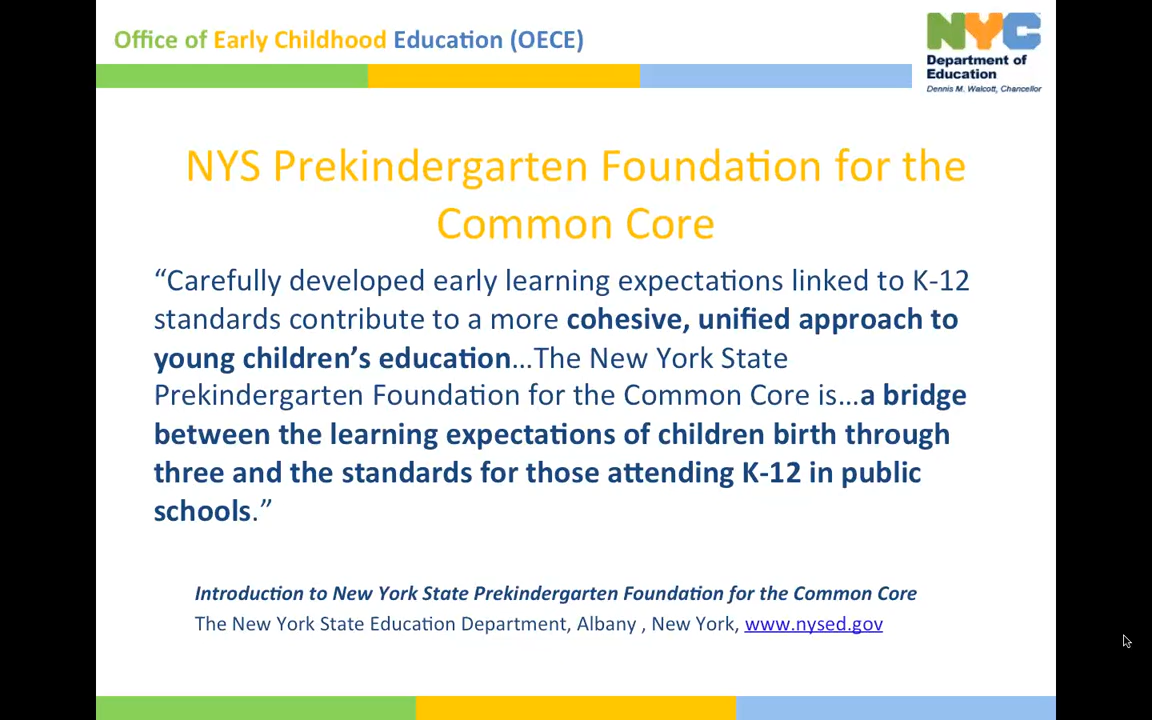 Office of Early Childhood Education (OECE)
NYC
Department of
Education
Dennis M. Walcott, Chancellor
NYS Prekindergarten Foundation for the
Common Core
“Carefully developed early learning expectations linked to K-12
standards contribute to a more cohesive, unified approach to
young children’s education…The New York State
Prekindergarten Foundation for the Common Core is…a bridge
between the learning expectations of children birth through
three and the standards for those attending K-12 in public
schools.”
Introduction to New York State Prekindergarten Foundation for the Common Core
The New York State Education Department, Albany , New York, www.nysed.gov